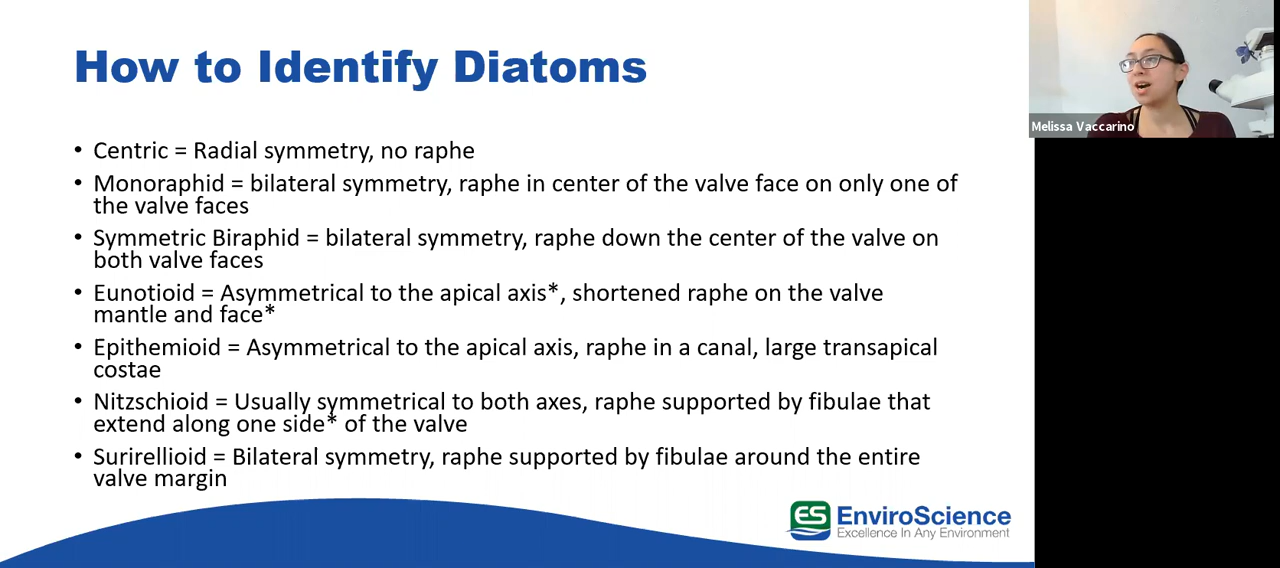 How to Identify Diatoms
• Centric = Radial symmetry, no raphe
• Monoraphid = bilateral symmetry, raphe in center of the valve face on only one of
the valve faces
• Symmetric Biraphid = bilateral symmetry, raphe down the center of the valve on
both valve faces
• Eunotioid = Asymmetrical to the apical axis*, shortened raphe on the valve
mantle and face*
• Epithemioid = Asymmetrical to the apical axis, raphe in a canal, large transapical
costae
• Nitzschioid = Usually symmetrical to both axes, raphe supported by fibulae that
extend along one side* of the valve
• Surirellioid = Bilateral symmetry, raphe supported by fibulae around the entire
valve margin
ES EnviroScience
Excellence In Any Environment
Melissa Vaccarino